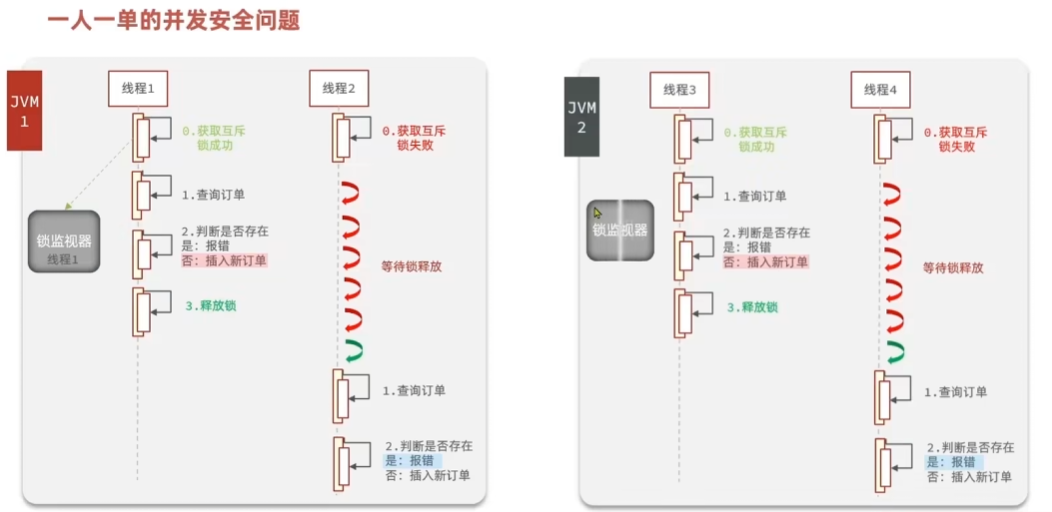 一人一单的并发安全问题
JVM
1
线程1
线程2
0.获取互斥
锁成功
0.获取互斥
锁失败
1.查询订单
锁监视器
线程1
2.判断是否存在
是：报错
否：插入新订单
等待锁释放
3.释放锁
1.查询订单
2.判断是否存在
是：报错
否：插入新订单
JVM
2
线程3
线程4
0.获取互斥
锁成功
0.获取互斥
锁失败
1.查询订单
锁监视器
2.判断是否存在
是：报错
否：插入新订单
等待锁释放
3.释放锁
1.查询订单
2.判断是否存在
是：报错
否：插入新订单